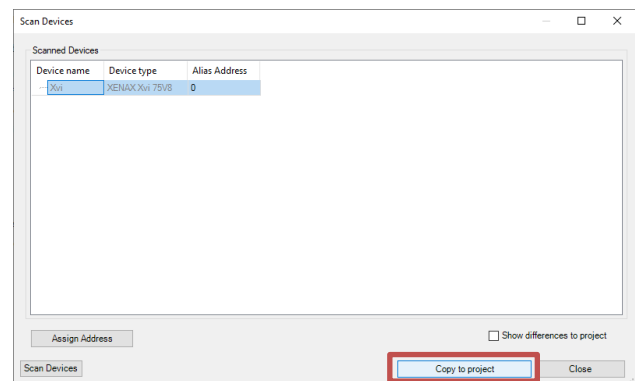 Scan Devices
Scanned Devices
Device name Device type Alias Address
Xvi XENAX Xvi 75V8 0
Assign Address
Show differences to project
Scan Devices
Copy to project
Close